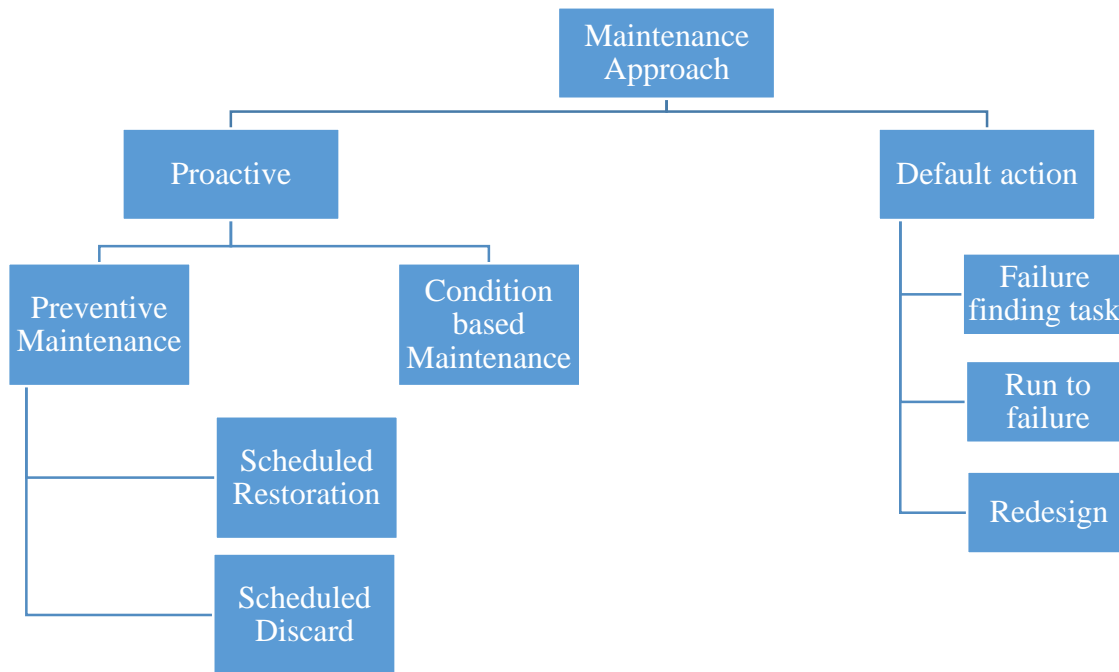 Maintenance
Approach
Proactive
Default action
Preventive
Maintenance
Condition
based
Maintenance
Failure
finding task
Run to
failure
Scheduled
Restoration
Redesign
Scheduled
Discard